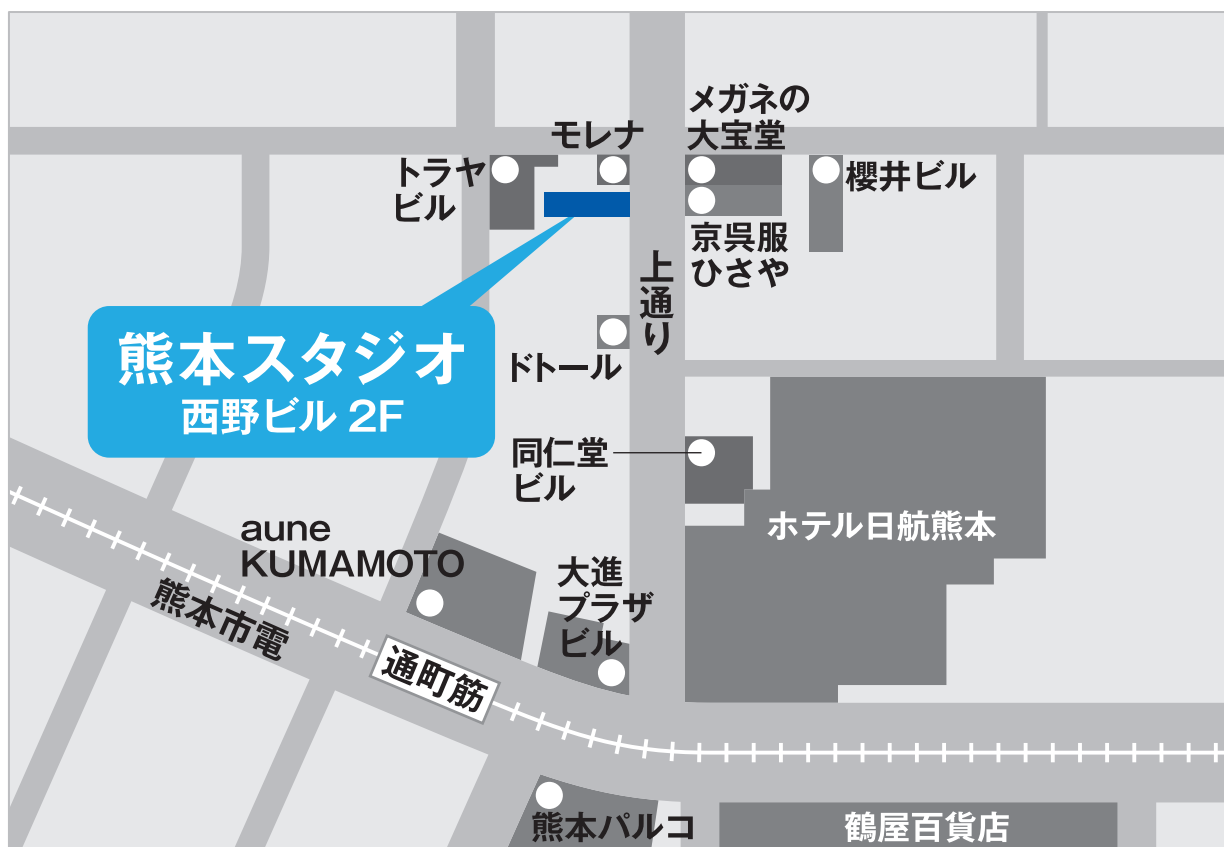 メガネの
大宝堂
モレナ
トラヤ
ビル
櫻井ビル
京呉服
ひさや
上通り
熊本スタジオ
西野ビル 2F
ドトール
同仁堂
ビル
ホテル日航熊本
aune
KUMAMOTO
大進
プラザ
ビル
熊本市電
通町筋
熊本パルコ
鶴屋百貨店